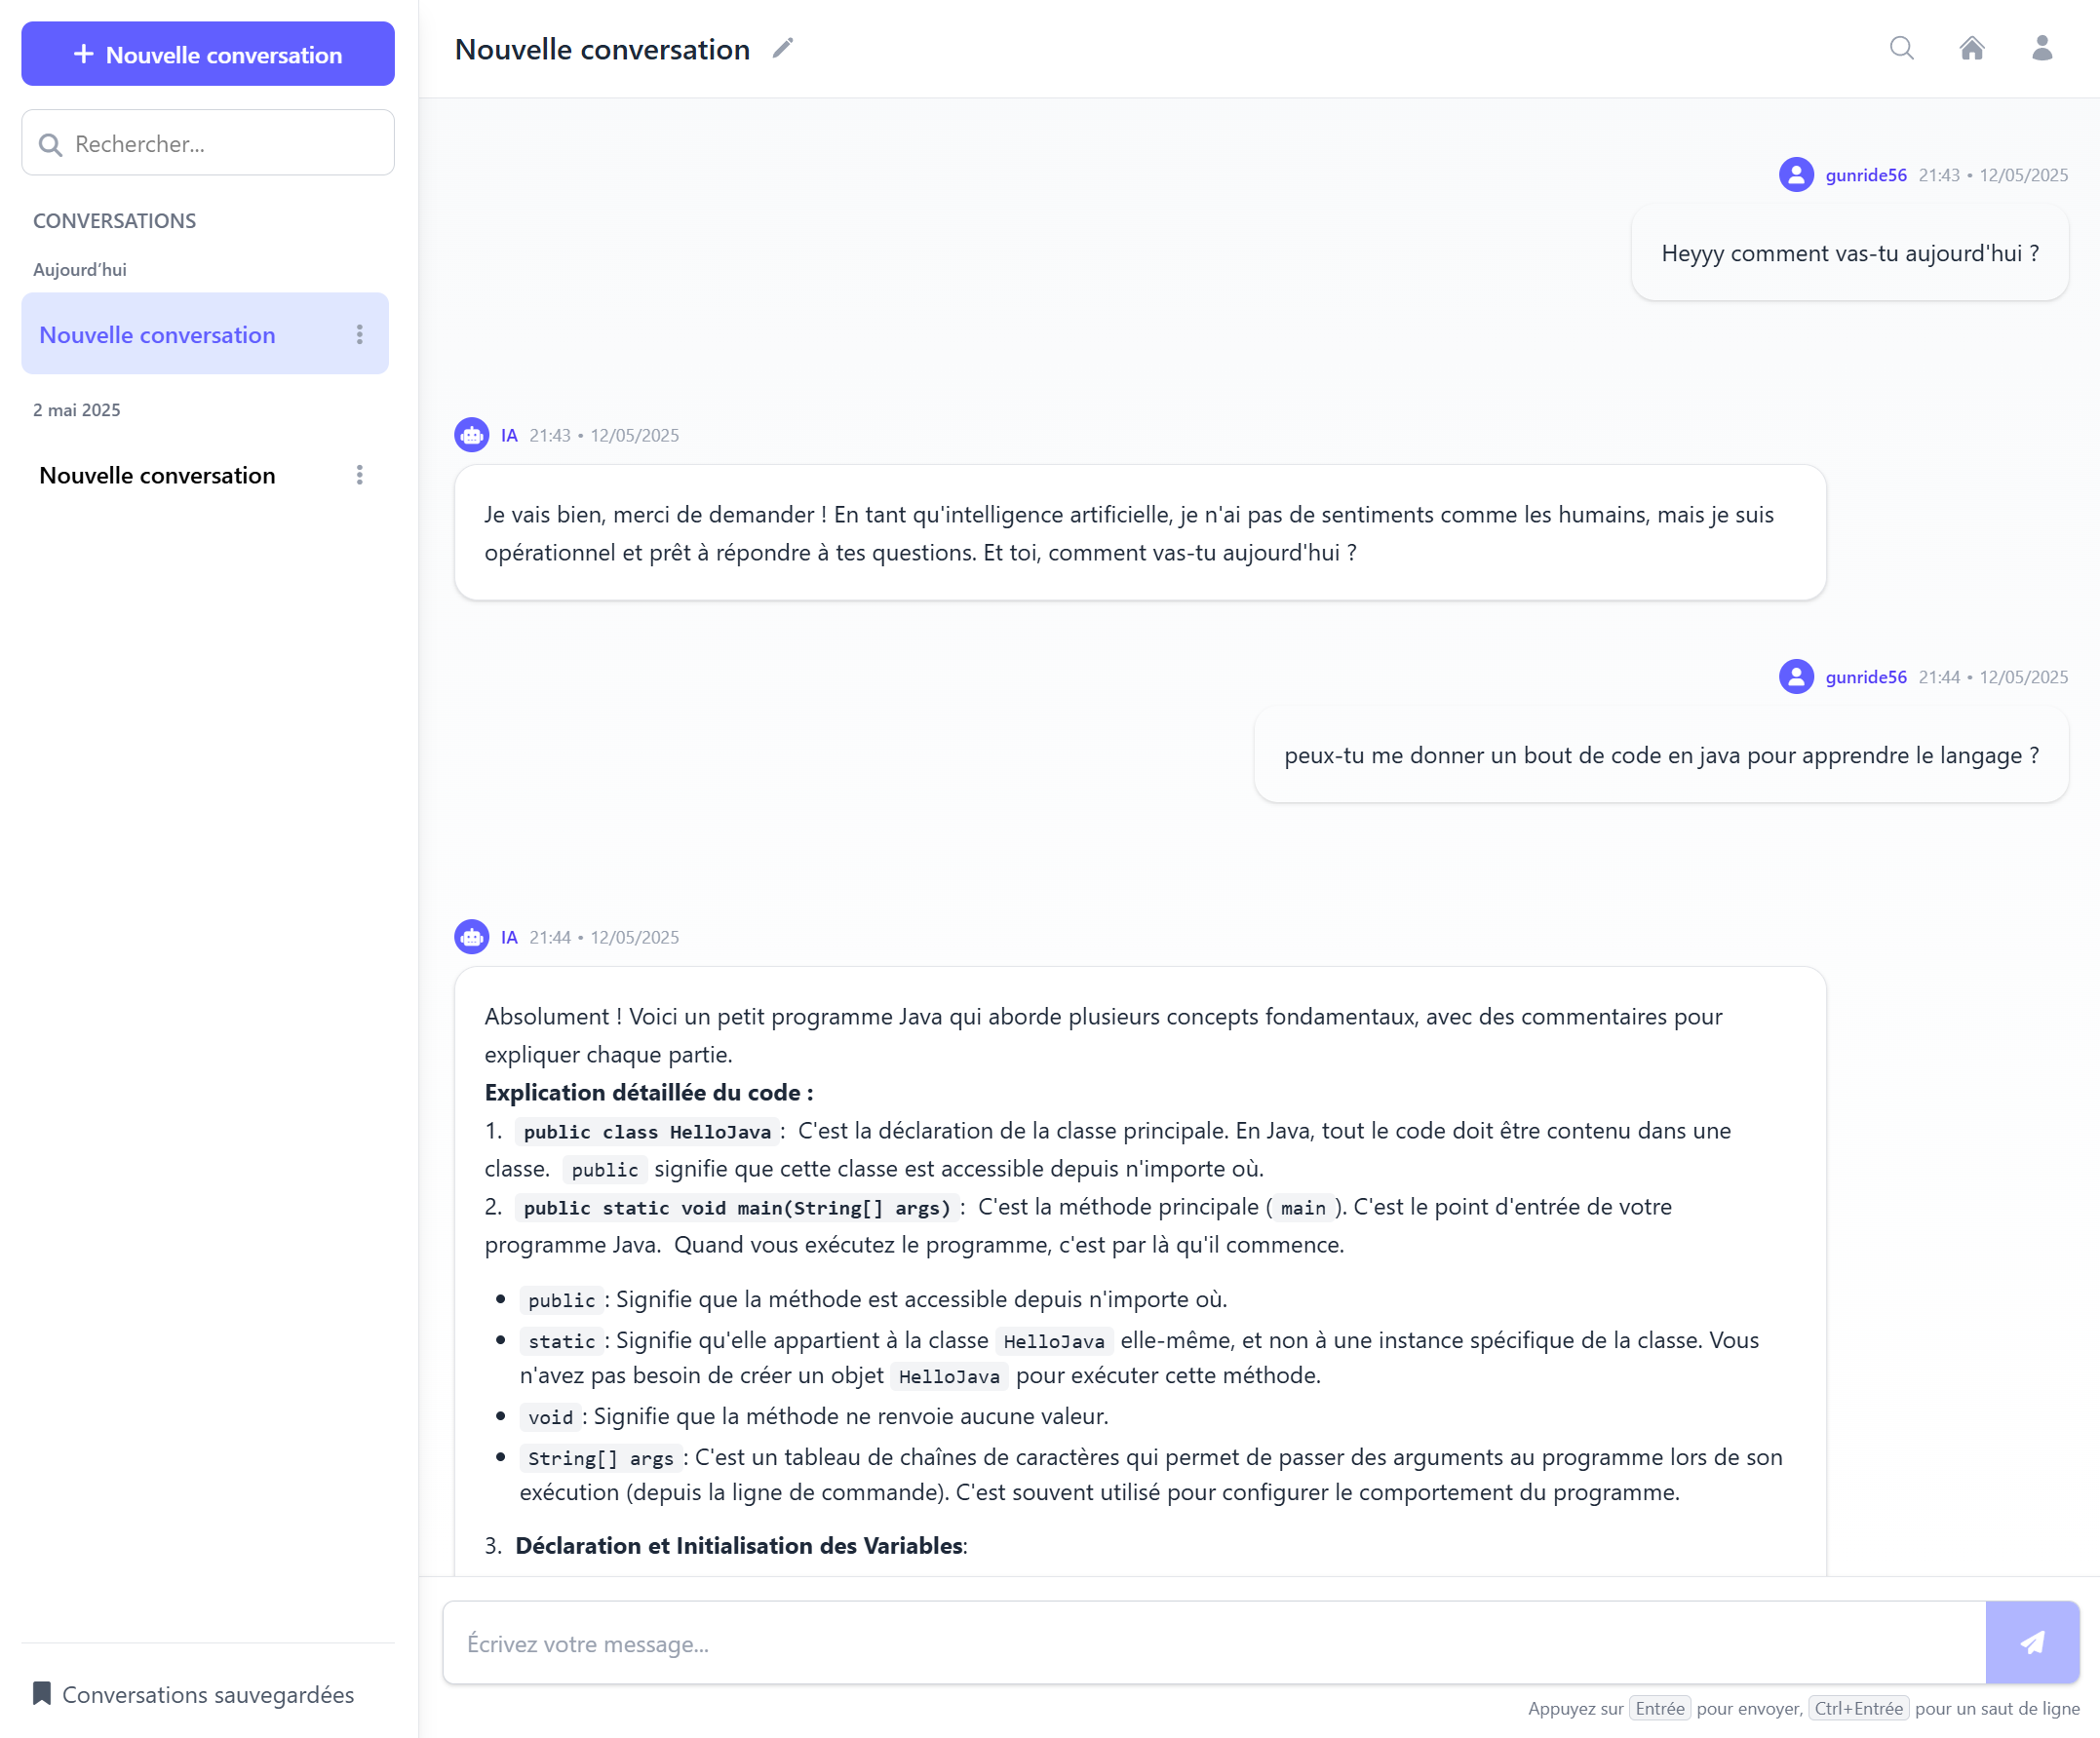 Nouvelle conversation
Rechercher...
CONVERSATIONS
Aujourd'hui
Nouvelle conversation
2 mai 2025
Nouvelle conversation
Conversations sauvegardées
Nouvelle conversation
gunride56 21:43 • 12/05/2025
Heyyy comment vas-tu aujourd'hui ?
IA 21:43 • 12/05/2025
Je vais bien, merci de demander ! En tant qu'intelligence artificielle, je n'ai pas de sentiments comme les humains, mais je suis
opérationnel et prêt à répondre à tes questions. Et toi, comment vas-tu aujourd'hui ?
gunride56 21:44 • 12/05/2025
peux-tu me donner un bout de code en java pour apprendre le langage ?
IA 21:44 • 12/05/2025
Absolument ! Voici un petit programme Java qui aborde plusieurs concepts fondamentaux, avec des commentaires pour
expliquer chaque partie.
Explication détaillée du code :
1. public class HelloJava: C'est la déclaration de la classe principale. En Java, tout le code doit être contenu dans une
classe. public signifie que cette classe est accessible depuis n'importe où.
2. public static void main(String[] args): C'est la méthode principale (main). C'est le point d'entrée de votre
programme Java. Quand vous exécutez le programme, c'est par là qu'il commence.
• public: Signifie que la méthode est accessible depuis n'importe où.
• static: Signifie qu'elle appartient à la classe HelloJava elle-même, et non à une instance spécifique de la classe. Vous
n'avez pas besoin de créer un objet HelloJava pour exécuter cette méthode.
• void: Signifie que la méthode ne renvoie aucune valeur.
• String[] args: C'est un tableau de chaînes de caractères qui permet de passer des arguments au programme lors de son
exécution (depuis la ligne de commande). C'est souvent utilisé pour configurer le comportement du programme.
3. Déclaration et Initialisation des Variables:
Écrivez votre message...
Appuyez sur Entrée pour envoyer, Ctrl+Entrée pour un saut de ligne